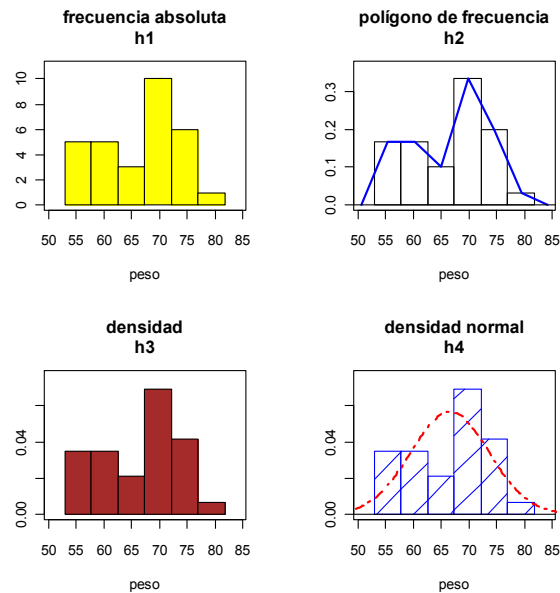 frecuencia absoluta
h1
10
8
6
4
2
0
50 55 60 65 70 75 80 85
peso
polígono de frecuencia
h2
0.3
0.2
0.1
0.0
50 55 60 65 70 75 80 85
peso
densidad
h3
0.04
0.00
50 55 60 65 70 75 80 85
peso
densidad normal
h4
0.04
0.00
50 55 60 65 70 75 80 85
peso